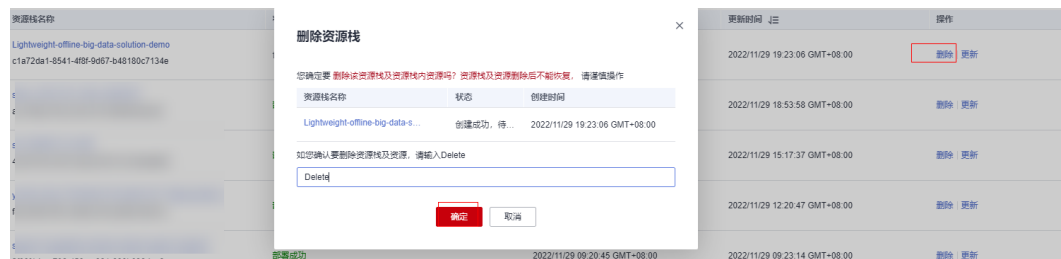 资源栈名称
更新时间
操作
Lightweight-offline-big-data-solution-demo
c1a72da1-8541-4f8f-9d67-b48180c7134e
2022/11/29 19:23:06 GMT+08:00
删除 更新
2022/11/29 18:53:58 GMT+08:00
删除 更新
2022/11/29 15:17:37 GMT+08:00
删除 更新
2022/11/29 12:20:47 GMT+08:00
删除 更新
部署成功
2022/11/29 09:20:45 GMT+08:00
2022/11/29 09:23:14 GMT+08:00
删除 更新
删除资源栈
您确定要 删除该资源栈及资源栈内资源吗？资源栈及资源删除后不能恢复， 请谨慎操作
资源栈名称 状态 创建时间
Lightweight-offline-big-data-s... 创建成功，待... 2022/11/29 19:23:06 GMT+08:00
如您确认要删除资源栈及资源，请输入Delete
Delete
确定 取消